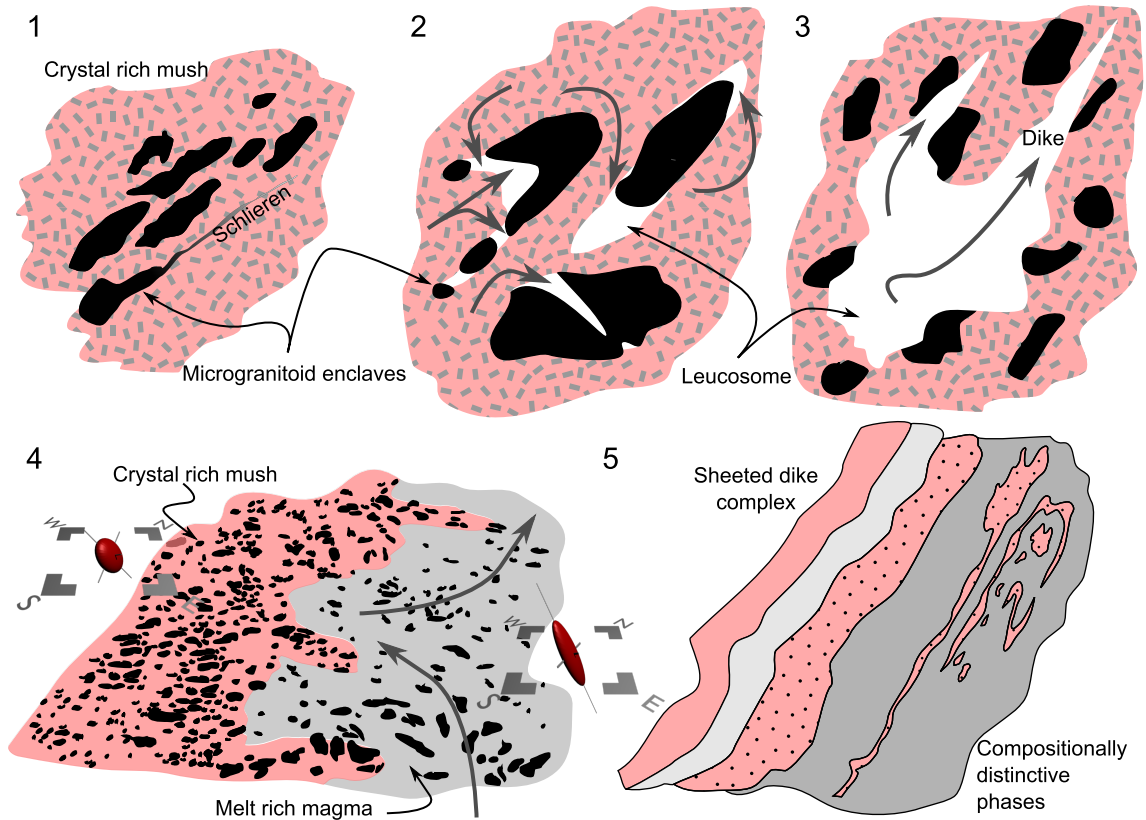 1
2
3
Crystal rich mush
Schlieren
Dike
Microgranitoid enclaves
Leucosome
4
5
Crystal rich mush
Sheeted dike
complex
W
N
S
E
W
N
S
E
Melt rich magma
Compositionally
distinctive
phases